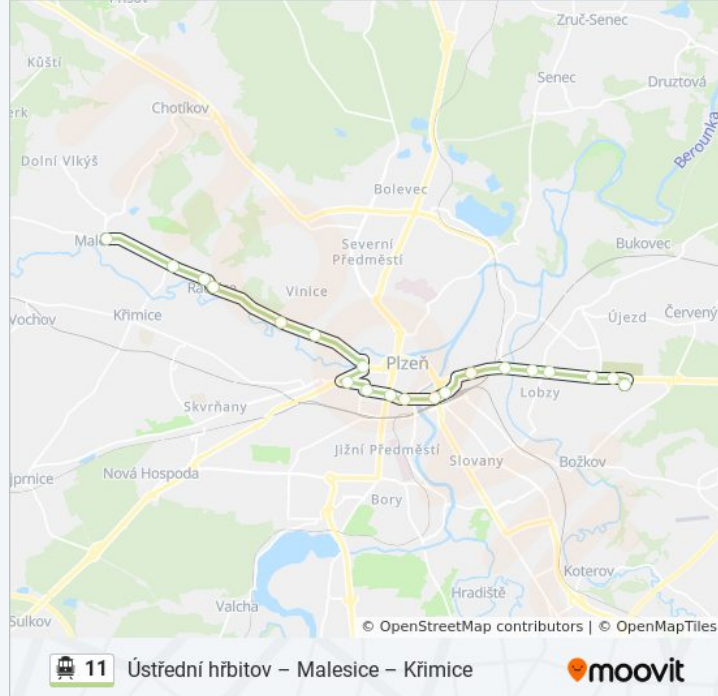 Zruč-Senec
Kůští
Senec
Druztová
Chotíkov
Berounka
Dolní Vlkýš
Bolevec
Bukovec
Severní
Předměstí
Vinice
Křimice
Újezd
Červený
Plzeň
Lobzy
Skvrňany
Jižní Předměstí
Slovany
Božkov
Nová Hospoda
Bory
Koterov
Hradiště
Valcha
Sulkov
© OpenStreetMap contributors | © OpenMapTiles
11 Ústřední hřbitov – Malesice – Křimice
moovit